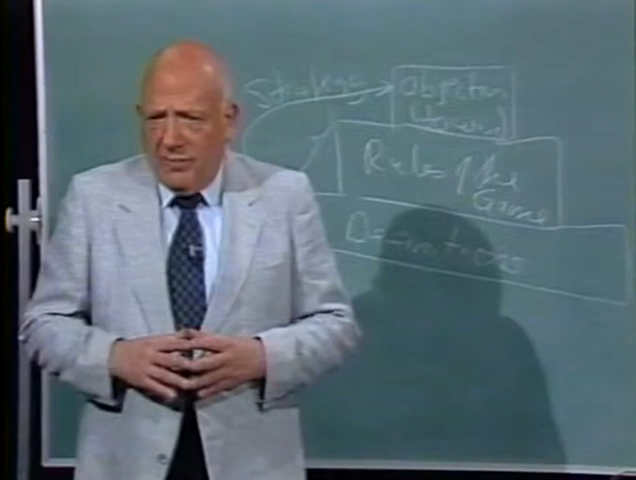 Strategy
Objective
Rules of the
Game
Definitions